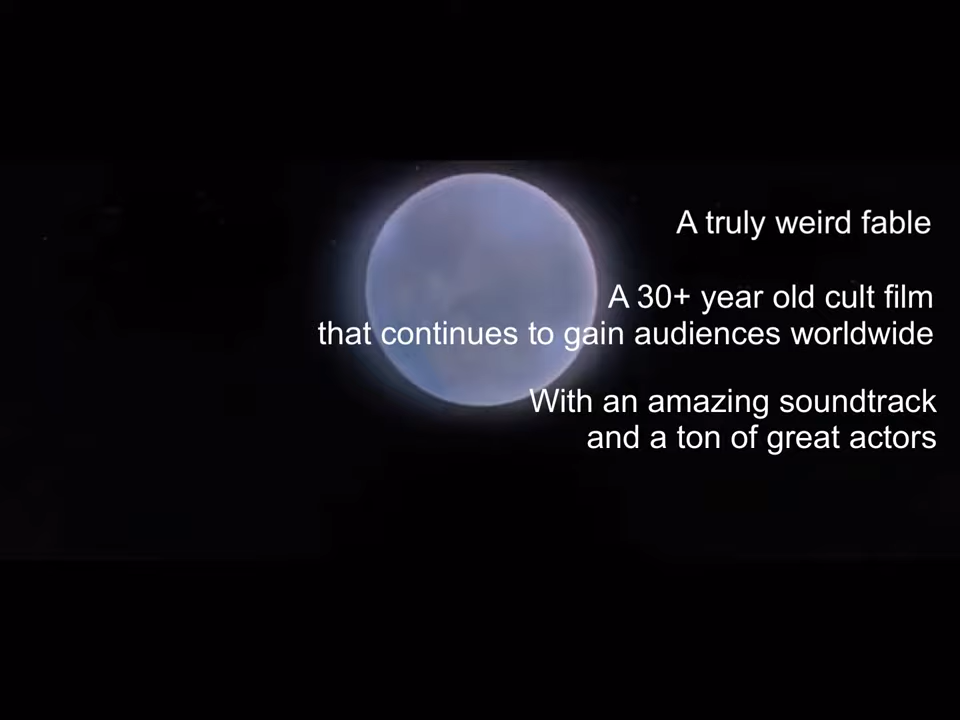 A truly weird fable
A 30+ year old cult film
that continues to gain audiences worldwide
With an amazing soundtrack
and a ton of great actors